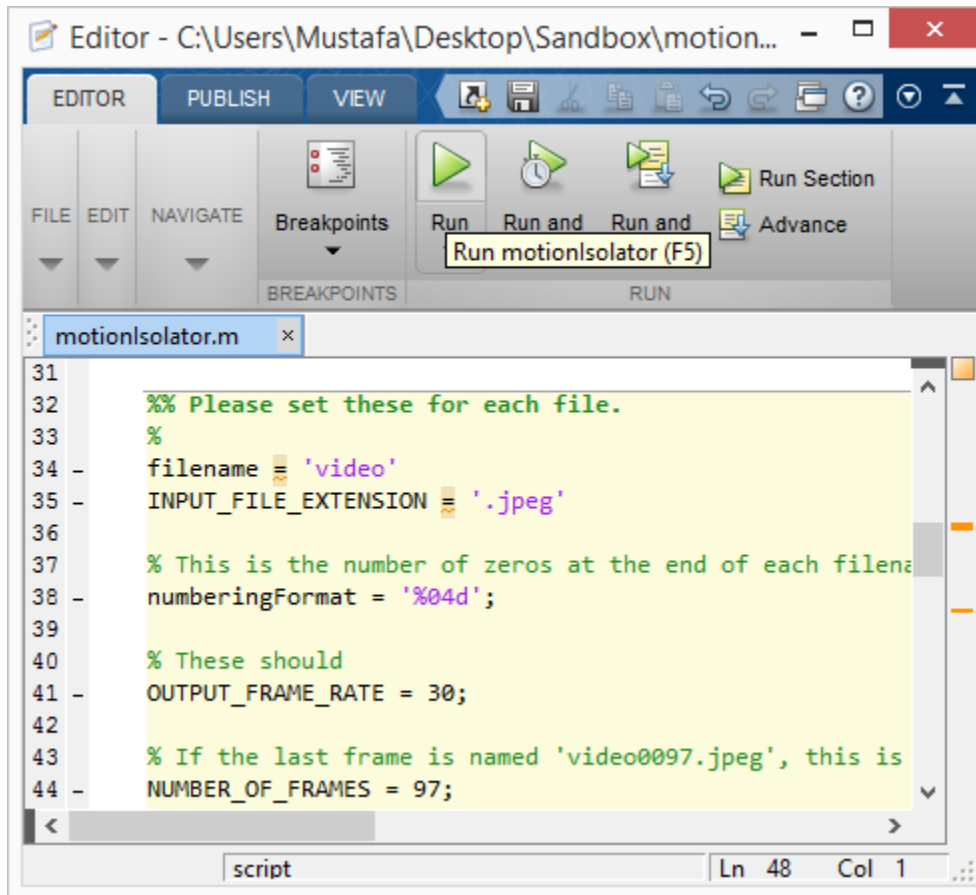 Editor - C:\Users\Mustafa\Desktop\Sandbox\motion...
EDITOR PUBLISH VIEW
FILE EDIT NAVIGATE Breakpoints Run Run and Run and Run Section
Advance
Run motionIsolator (F5)
BREAKPOINTS RUN
motionIsolator.m ×
31
32 %% Please set these for each file.
33 %
34 – filename = 'video'
35 – INPUT_FILE_EXTENSION = '.jpeg'
36
37 % This is the number of zeros at the end of each filena
38 – numberingFormat = '%04d';
39
40 % These should
41 – OUTPUT_FRAME_RATE = 30;
42
43 % If the last frame is named 'video0097.jpeg', this is
44 – NUMBER_OF_FRAMES = 97;
script Ln 48 Col 1